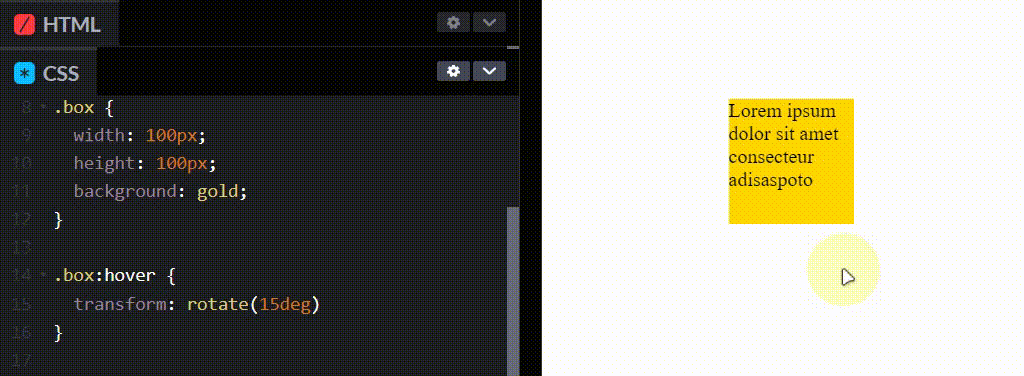 HTML
CSS
8 .box {
9 width: 100px;
10 height: 100px;
11 background: gold;
12 }
13
14 .box:hover {
15 transform: rotate(15deg)
16 }
17
Lorem ipsum
dolor sit amet
consecteur
adisaspoto